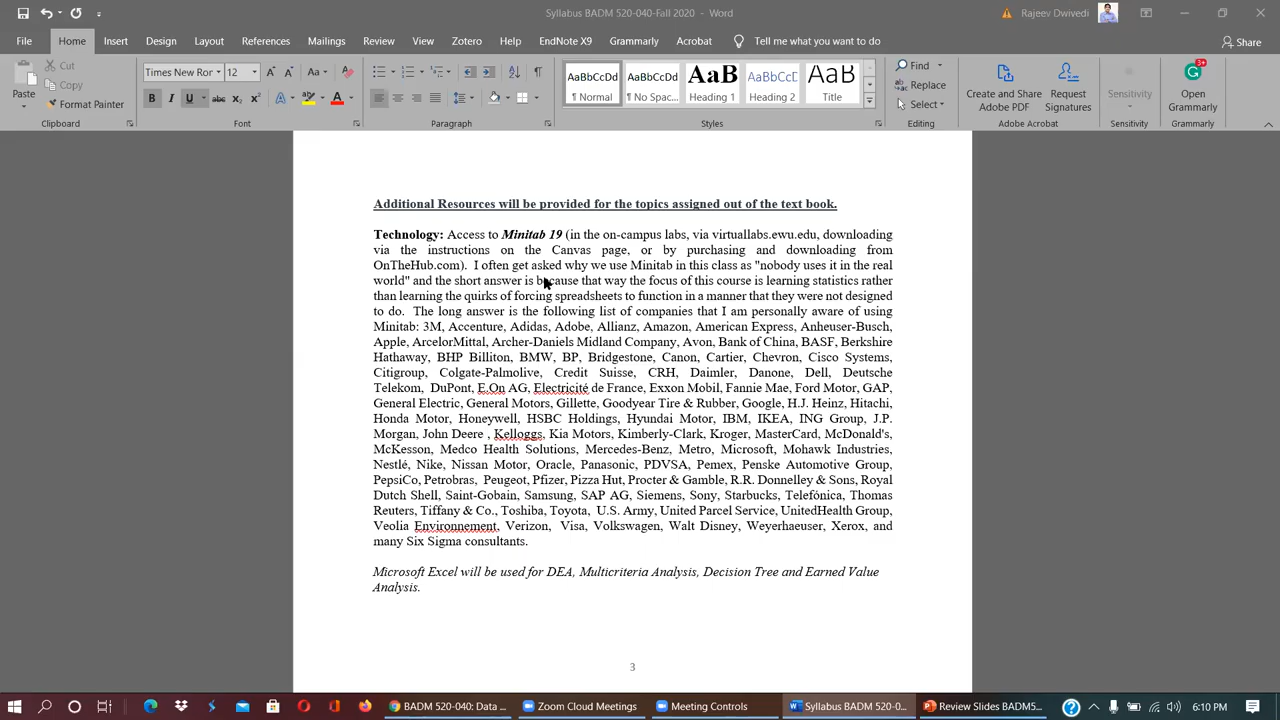 Syllabus BADM 520-040-Fall 2020 - Word
Rajeev Dwivedi
File Home Insert Design Layout References Mailings Review View Zotero Help EndNote X9 Grammarly Acrobat Tell me what you want to do Share
Paste
Cut
Copy
Format Painter
Clipboard
Times New Ror 12
Font
Paragraph
AaBbCcDd AaBbCcDd AaB AaBbCcD AaB
¶ Normal ¶ No Spac... Heading 1 Heading 2 Title
Styles
Find
Replace
Select
Editing
Create and Share Adobe PDF
Request Signatures
Adobe Acrobat
Sensitivity
Sensitivity
Open Grammarly
Grammarly
Additional Resources will be provided for the topics assigned out of the text book.
Technology: Access to Minitab 19 (in the on-campus labs, via virtuallabs.ewu.edu, downloading
via the instructions on the Canvas page, or by purchasing and downloading from
OnTheHub.com). I often get asked why we use Minitab in this class as "nobody uses it in the real
world" and the short answer is because that way the focus of this course is learning statistics rather
than learning the quirks of forcing spreadsheets to function in a manner that they were not designed
to do. The long answer is the following list of companies that I am personally aware of using
Minitab: 3M, Accenture, Adidas, Adobe, Allianz, Amazon, American Express, Anheuser-Busch,
Apple, ArcelorMittal, Archer-Daniels Midland Company, Avon, Bank of China, BASF, Berkshire
Hathaway, BHP Billiton, BMW, BP, Bridgestone, Canon, Cartier, Chevron, Cisco Systems,
Citigroup, Colgate-Palmolive, Credit Suisse, CRH, Daimler, Danone, Dell, Deutsche
Telekom, DuPont, E.On AG, Electricité de France, Exxon Mobil, Fannie Mae, Ford Motor, GAP,
General Electric, General Motors, Gillette, Goodyear Tire & Rubber, Google, H.J. Heinz, Hitachi,
Honda Motor, Honeywell, HSBC Holdings, Hyundai Motor, IBM, IKEA, ING Group, J.P.
Morgan, John Deere , Kelloggs, Kia Motors, Kimberly-Clark, Kroger, MasterCard, McDonald's,
McKesson, Medco Health Solutions, Mercedes-Benz, Metro, Microsoft, Mohawk Industries,
Nestlé, Nike, Nissan Motor, Oracle, Panasonic, PDVSA, Pemex, Penske Automotive Group,
PepsiCo, Petrobras, Peugeot, Pfizer, Pizza Hut, Procter & Gamble, R.R. Donnelley & Sons, Royal
Dutch Shell, Saint-Gobain, Samsung, SAP AG, Siemens, Sony, Starbucks, Telefónica, Thomas
Reuters, Tiffany & Co., Toshiba, Toyota, U.S. Army, United Parcel Service, UnitedHealth Group,
Veolia Environnement, Verizon, Visa, Volkswagen, Walt Disney, Weyerhaeuser, Xerox, and
many Six Sigma consultants.
Microsoft Excel will be used for DEA, Multicriteria Analysis, Decision Tree and Earned Value
Analysis.
3
BADM 520-040: Data ... Zoom Cloud Meetings Meeting Controls Syllabus BADM 520-0... Review Slides BADM5... 6:10 PM